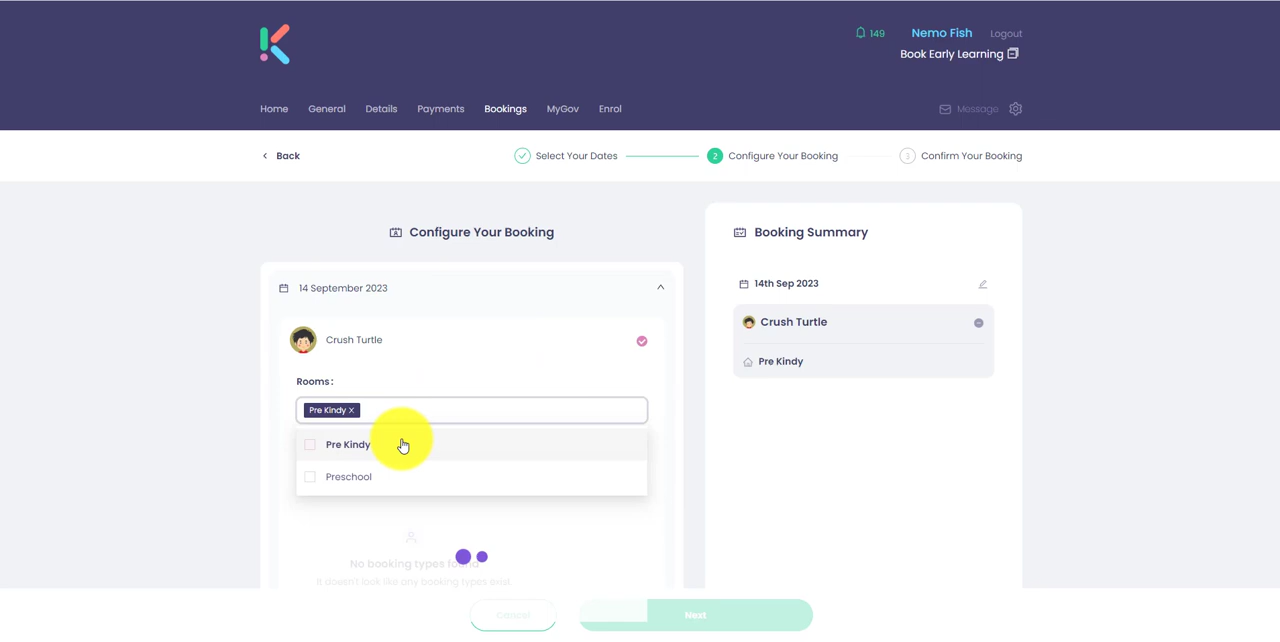 149
Nemo Fish
Logout
Book Early Learning
Home
General
Details
Payments
Bookings
MyGov
Enrol
Message
Back
Select Your Dates
2
Configure Your Booking
3
Confirm Your Booking
Configure Your Booking
Booking Summary
14 September 2023
14th Sep 2023
Crush Turtle
Crush Turtle
Pre Kindy
Rooms :
Pre Kindy ×
Pre Kindy
Preschool
No booking types found
It doesn't look like any booking types exist.
Cancel
Next